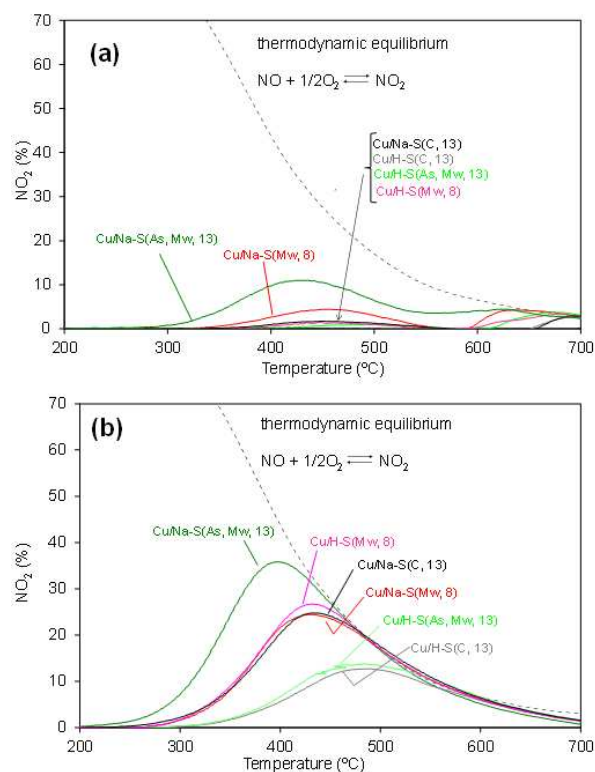 70
(a)
thermodynamic equilibrium
60
NO + 1/2O₂ ⇄ NO₂
50
Cu/Na-S(C, 13)
Cu/H-S(C, 13)
Cu/H-S(As, Mw, 13)
Cu/H-S(Mw, 8)
40
NO₂ (%)
30
20
Cu/Na-S(As, Mw, 13)
Cu/Na-S(Mw, 8)
10
0
200 300 400 500 600 700
Temperature (ºC)
70
(b)
thermodynamic equilibrium
60
NO + 1/2O₂ ⇄ NO₂
50
Cu/Na-S(As, Mw, 13)
40
Cu/H-S(Mw, 8)
Cu/Na-S(C, 13)
NO₂ (%)
30
Cu/Na-S(Mw, 8)
20
Cu/H-S(As, Mw, 13)
Cu/H-S(C, 13)
10
0
200 300 400 500 600 700
Temperature (ºC)